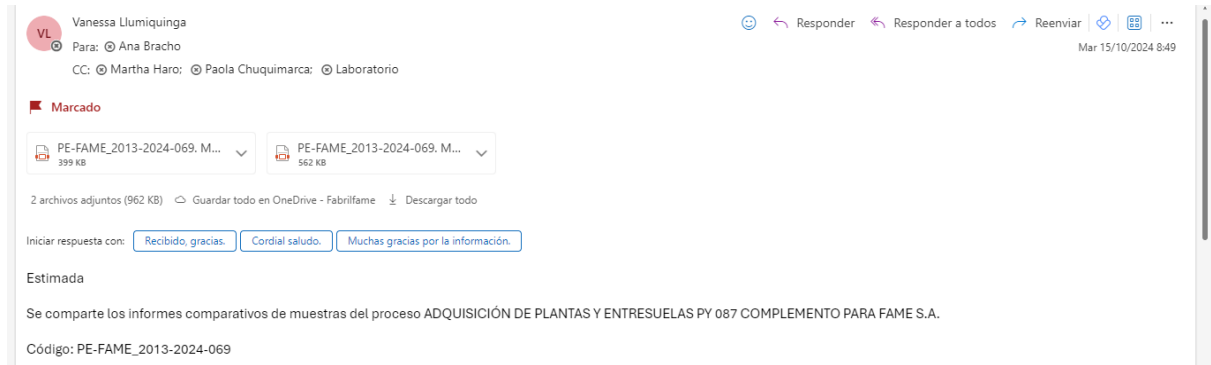 Vanessa Llumiquinga
Responder Responder a todos Reenviar
VL
Para: Ana Bracho
Mar 15/10/2024 8:49
CC: Martha Haro; Paola Chuquimarca; Laboratorio
Marcado
PE-FAME_2013-2024-069. M... PE-FAME_2013-2024-069. M...
399 KB 562 KB
2 archivos adjuntos (962 KB) Guardar todo en OneDrive - Fabrilfame Descargar todo
Iniciar respuesta con: Recibido, gracias. Cordial saludo. Muchas gracias por la información.
Estimada
Se comparte los informes comparativos de muestras del proceso ADQUISICIÓN DE PLANTAS Y ENTRESUELAS PY 087 COMPLEMENTO PARA FAME S.A.
Código: PE-FAME_2013-2024-069